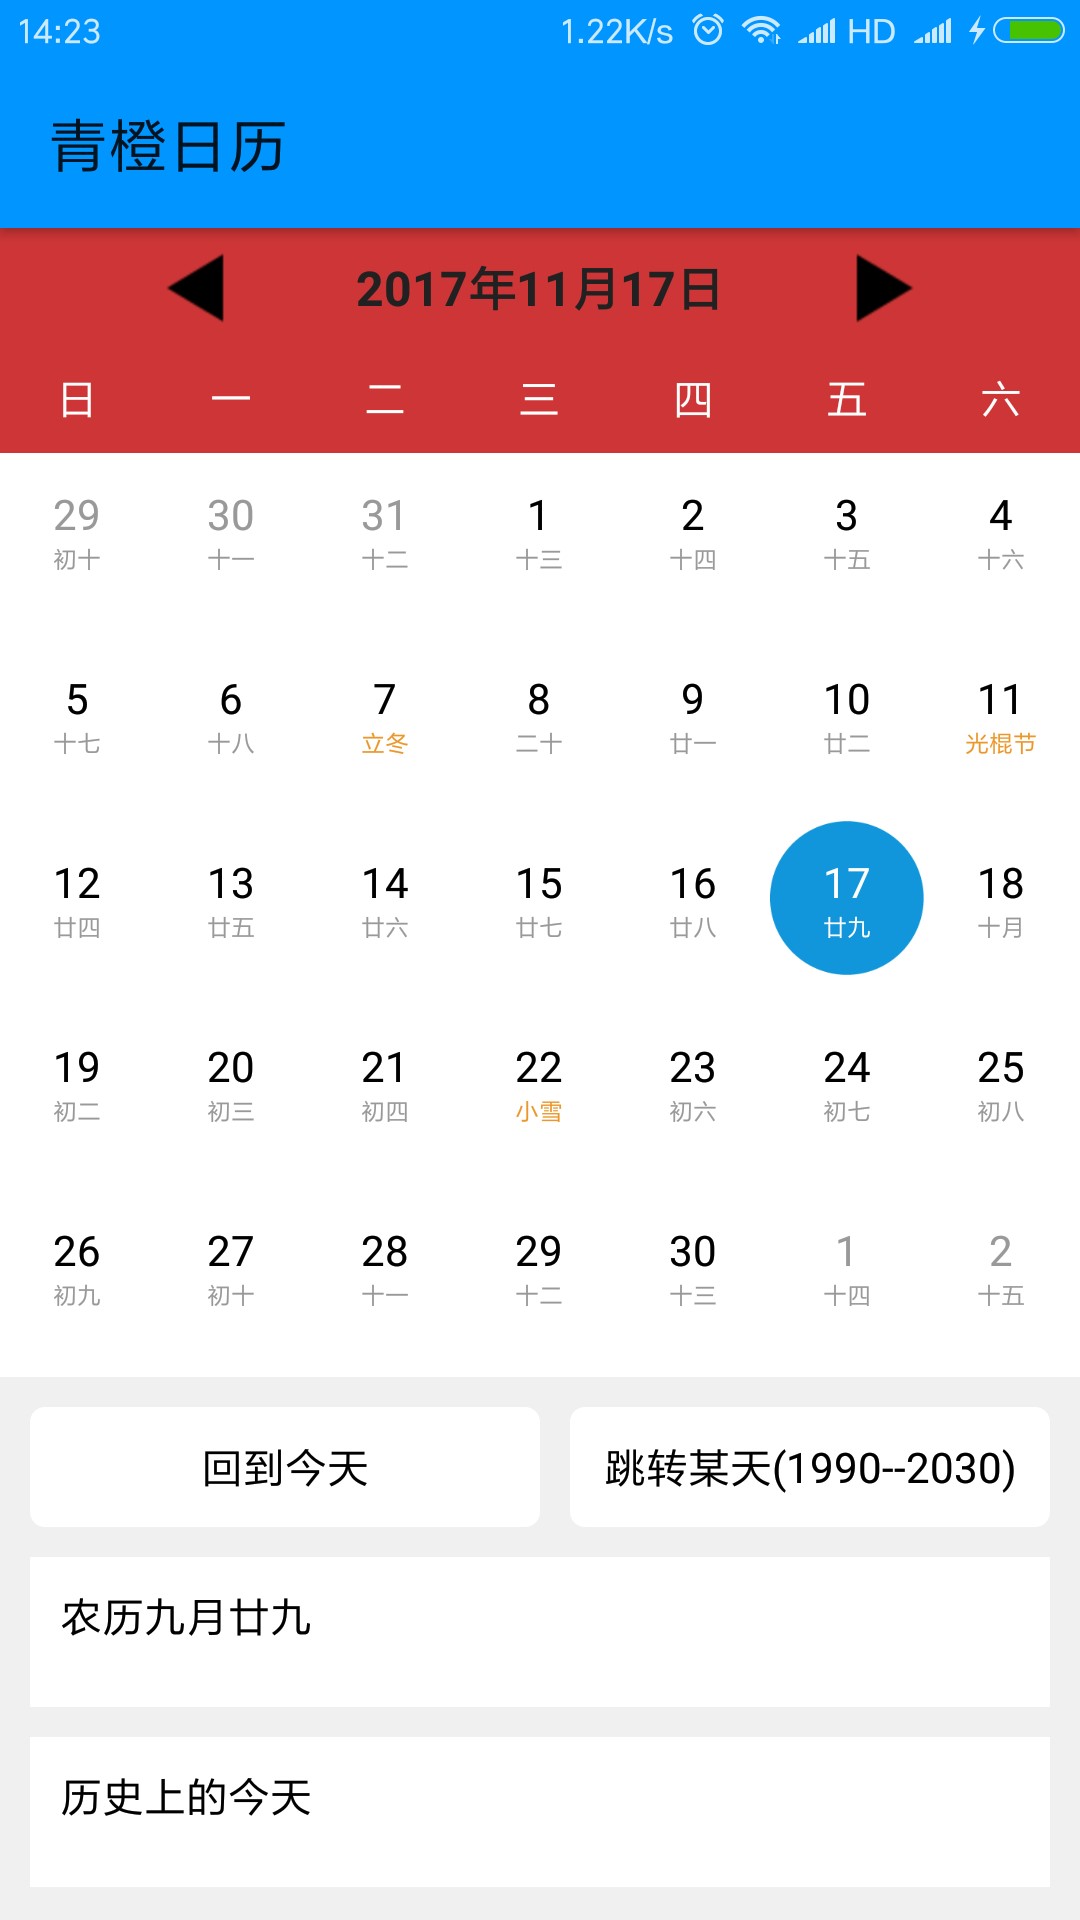 14:23 1.22K/s HD
青橙日历
2017年11月17日
日 一 二 三 四 五 六
29 30 31 1 2 3 4
初十 十一 十二 十三 十四 十五 十六
5 6 7 8 9 10 11
十七 十八 立冬 二十 廿一 廿二 光棍节
12 13 14 15 16 17 18
廿四 廿五 廿六 廿七 廿八 廿九 十月
19 20 21 22 23 24 25
初二 初三 初四 小雪 初六 初七 初八
26 27 28 29 30 1 2
初九 初十 十一 十二 十三 十四 十五
回到今天 跳转某天(1990--2030)
农历九月廿九
历史上的今天